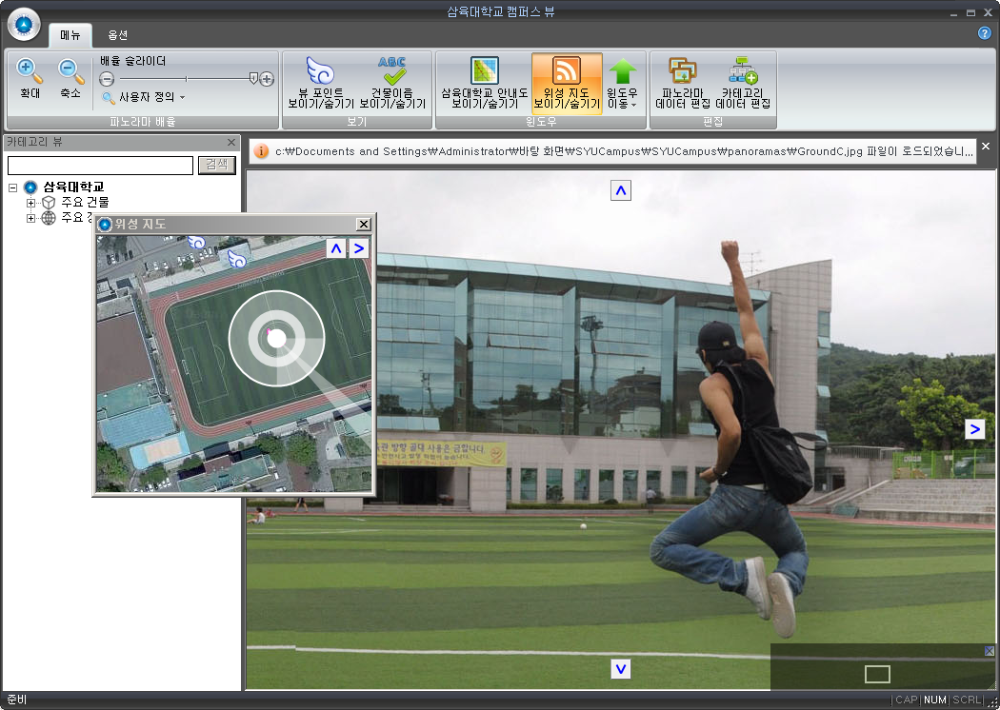 삼육대학교 캠퍼스 뷰
메뉴
옵션
확대
축소
배율 슬라이더
사용자 정의
파노라마 배율
뷰 포인트
보이기/숨기기
ABC
건물이름
보이기/숨기기
보기
삼육대학교 안내도
보이기/숨기기
위성 지도
보이기/숨기기
윈도우
이동
윈도우
파노라마
데이터 편집
카테고리
데이터 편집
편집
카테고리 뷰
검색
삼육대학교
주요 건물
주요
c:₩Documents and Settings₩Administrator₩바탕 화면₩SYUCampus₩SYUCampus₩panoramas₩GroundC.jpg 파일이 로드되었습니...
위성 지도
방향 골대 사용은 금합니다.
준비
CAP
NUM
SCRL